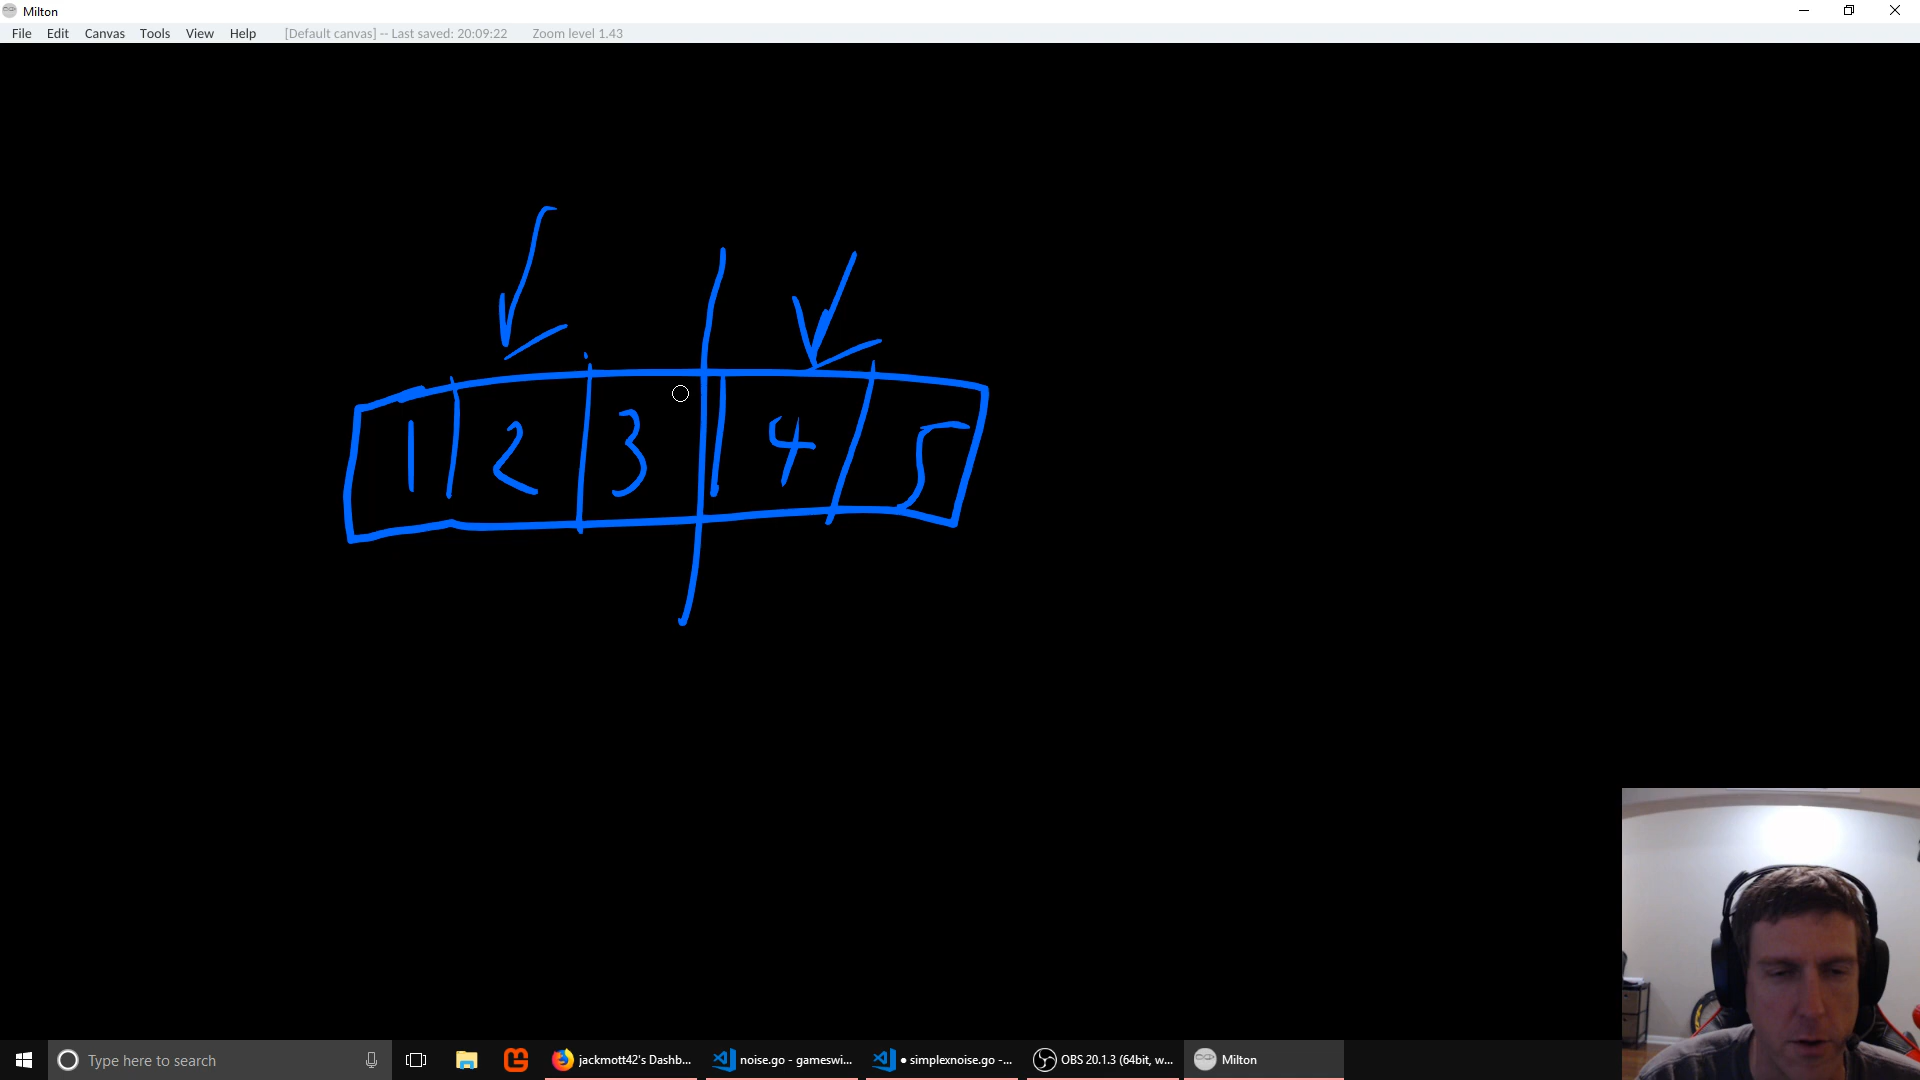 Milton
File Edit Canvas Tools View Help [Default canvas] -- Last saved: 20:09:22 Zoom level 1.43
1 2 3 4 5
Type here to search jackmott42's Dashb... noise.go - gameswi... • simplexnoise.go -... OBS 20.1.3 (64bit, w... Milton